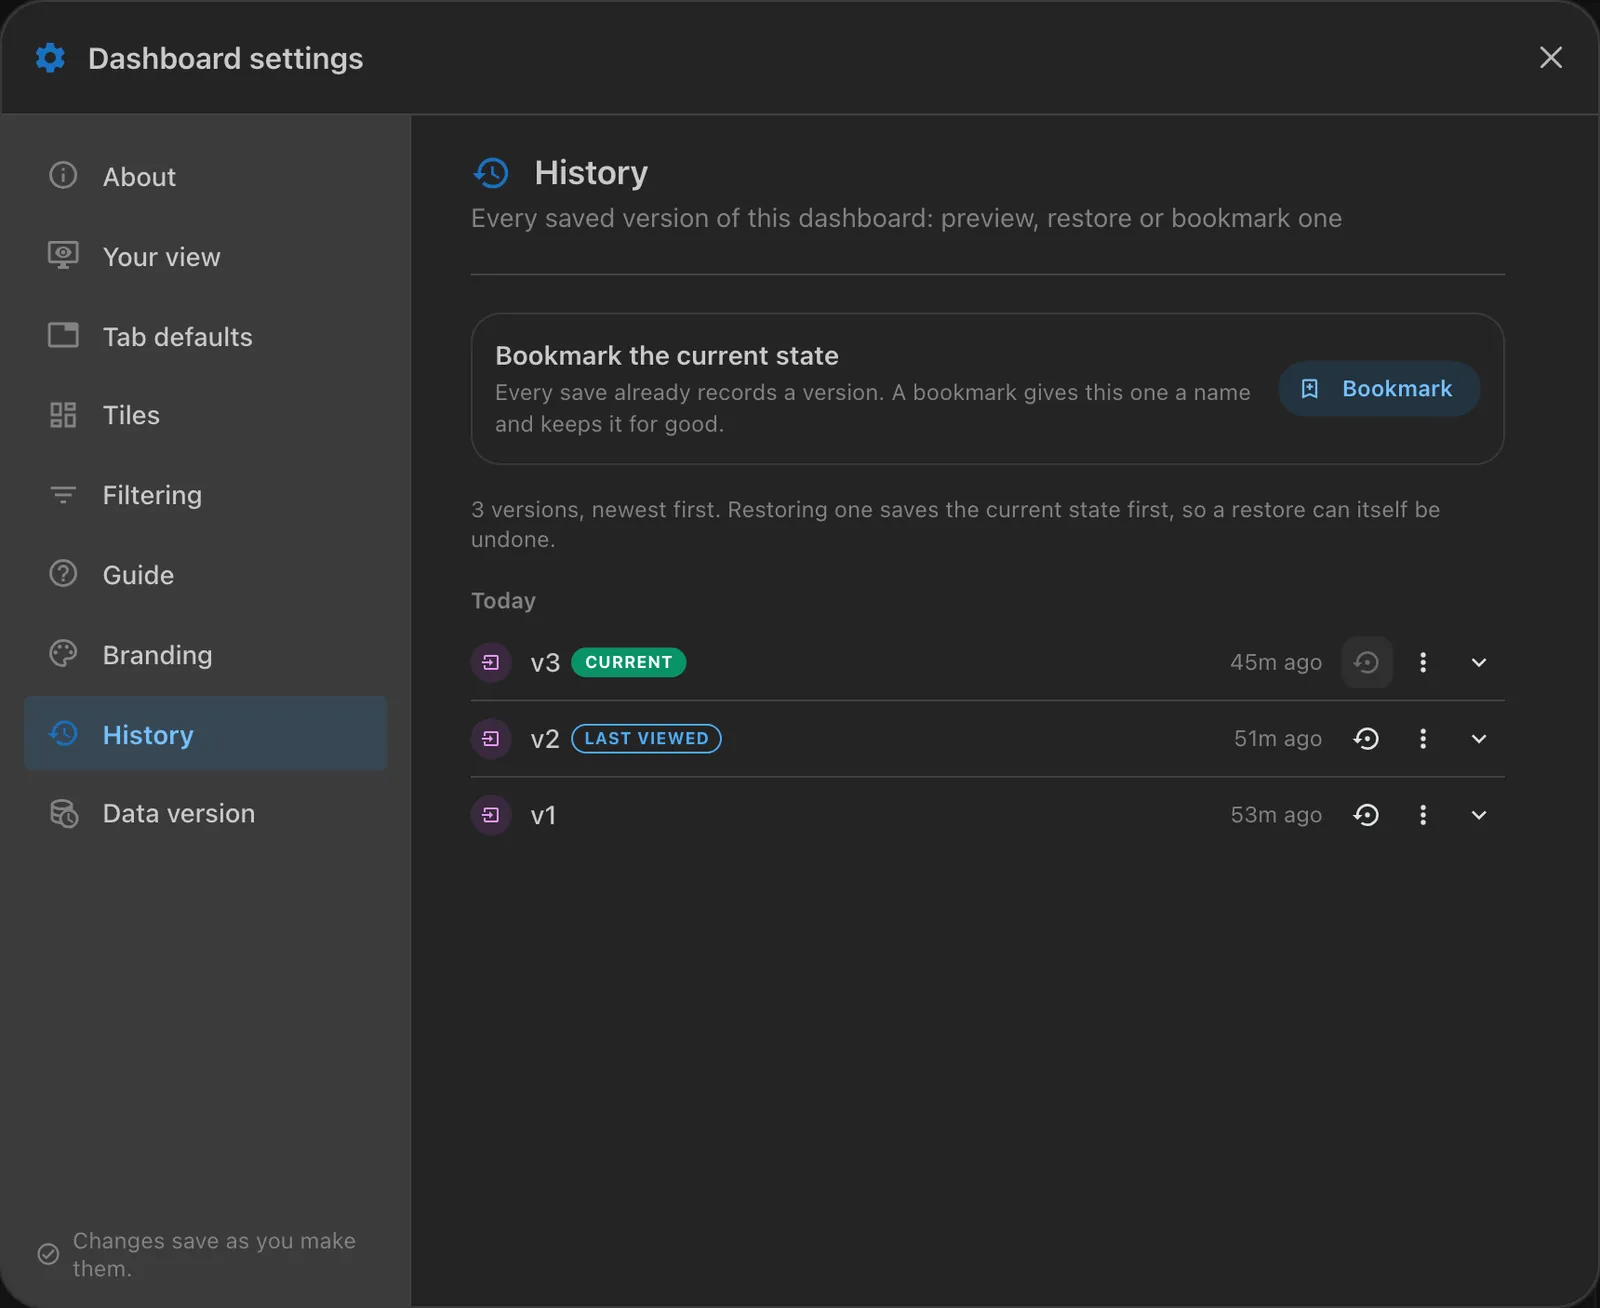 Dashboard settings
About
Your view
Tab defaults
Tiles
Filtering
Guide
Branding
History
Data version
Changes save as you make
them.
History
Every saved version of this dashboard: preview, restore or bookmark one
Bookmark the current state
Every save already records a version. A bookmark gives this one a name
and keeps it for good.
Bookmark
3 versions, newest first. Restoring one saves the current state first, so a restore can itself be
undone.
Today
v3 CURRENT 45m ago
v2 LAST VIEWED 51m ago
v1 53m ago